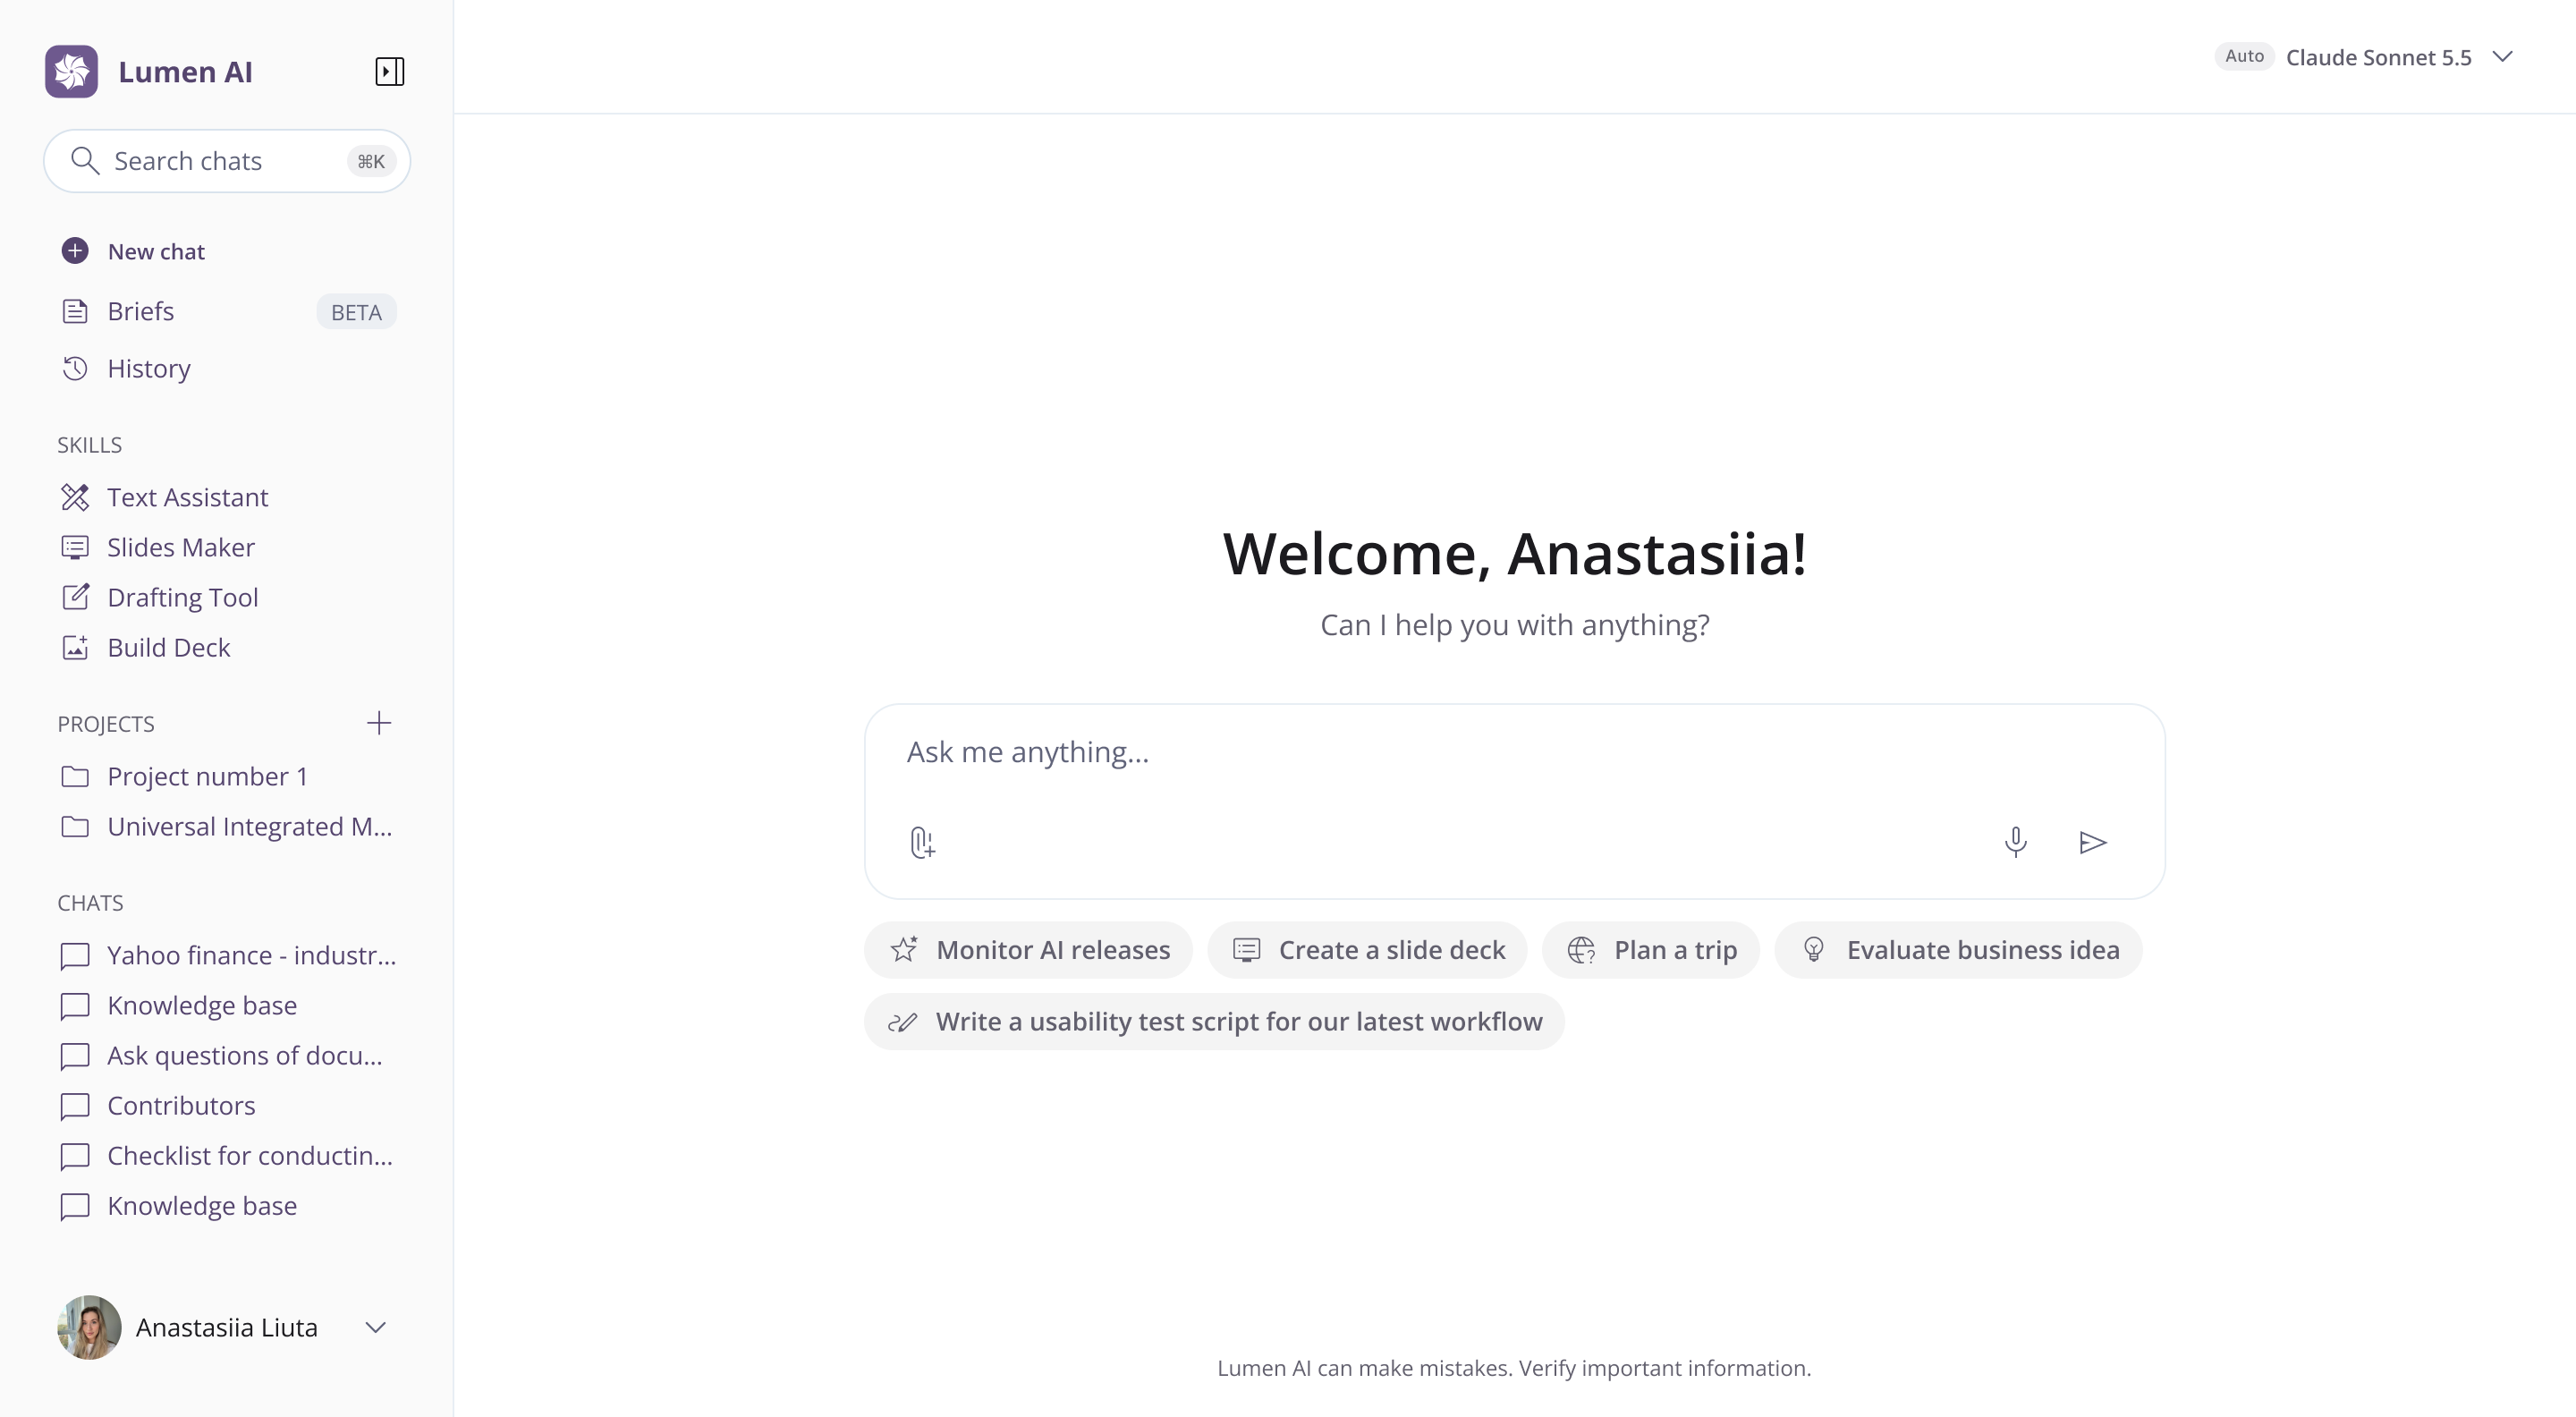 Lumen AI
Search chats
⌘K
New chat
Briefs
BETA
History
SKILLS
Text Assistant
Slides Maker
Drafting Tool
Build Deck
PROJECTS
Project number 1
Universal Integrated M...
CHATS
Yahoo finance - industr...
Knowledge base
Ask questions of docu...
Contributors
Checklist for conductin...
Knowledge base
Anastasiia Liuta
Auto
Claude Sonnet 5.5
Welcome, Anastasiia!
Can I help you with anything?
Ask me anything...
Monitor AI releases
Create a slide deck
Plan a trip
Evaluate business idea
Write a usability test script for our latest workflow
Lumen AI can make mistakes. Verify important information.